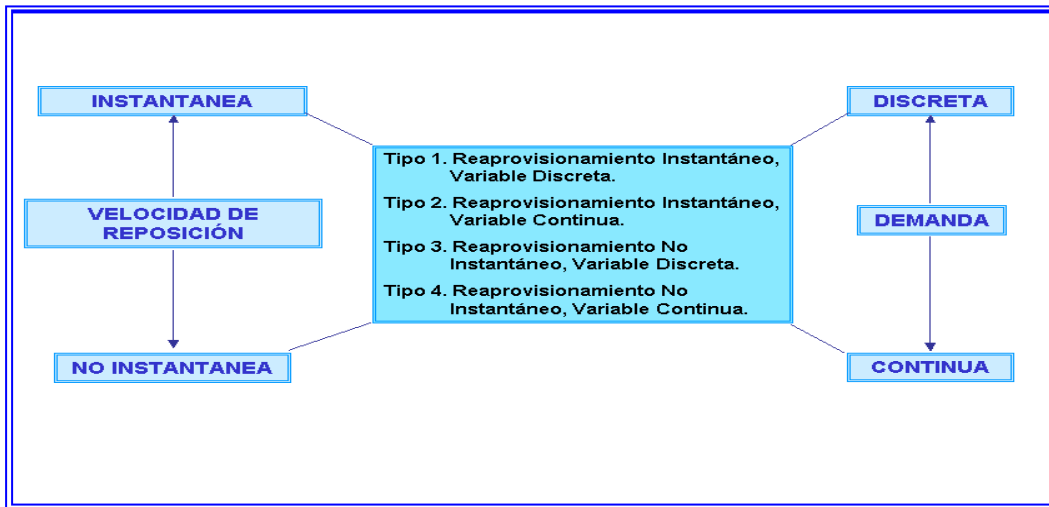 INSTANTANEA
DISCRETA
Tipo 1. Reaprovisionamiento Instantáneo,
Variable Discreta.
Tipo 2. Reaprovisionamiento Instantáneo,
Variable Continua.
Tipo 3. Reaprovisionamiento No
Instantáneo, Variable Discreta.
Tipo 4. Reaprovisionamiento No
Instantáneo, Variable Continua.
VELOCIDAD DE
REPOSICIÓN
DEMANDA
NO INSTANTANEA
CONTINUA